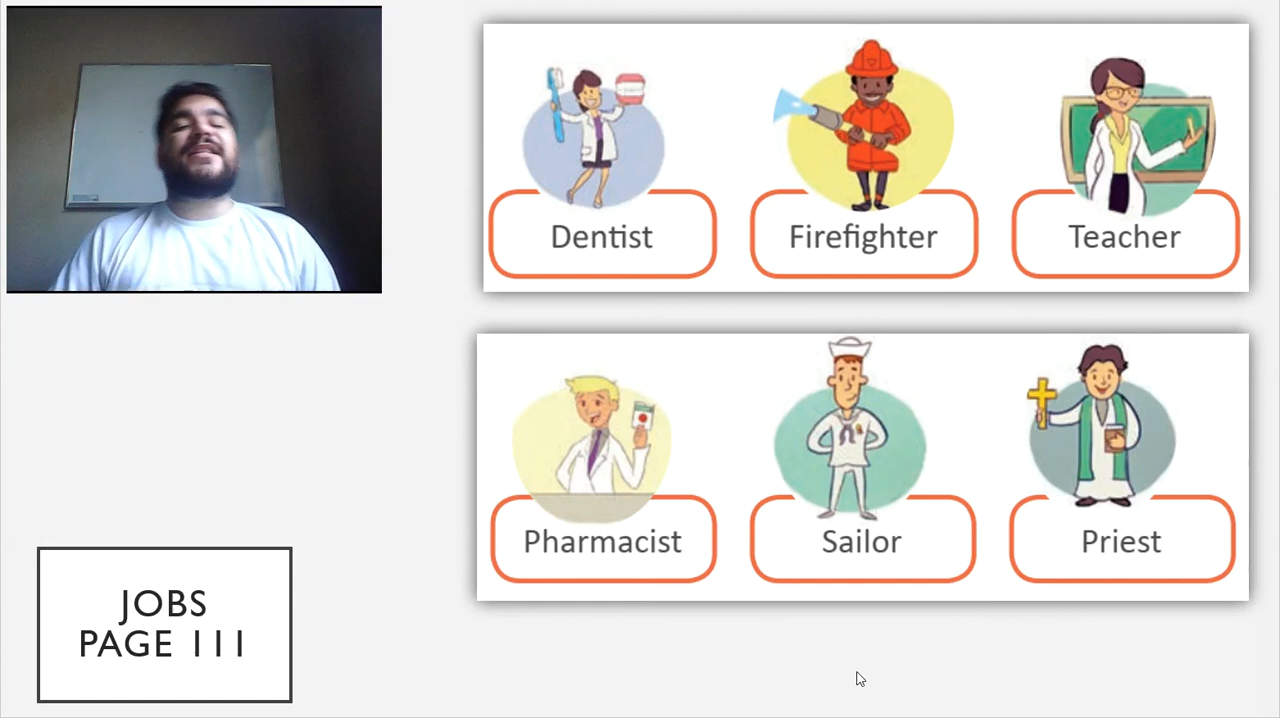 Dentist
Firefighter
Teacher
Pharmacist
Sailor
Priest
JOBS
PAGE 111